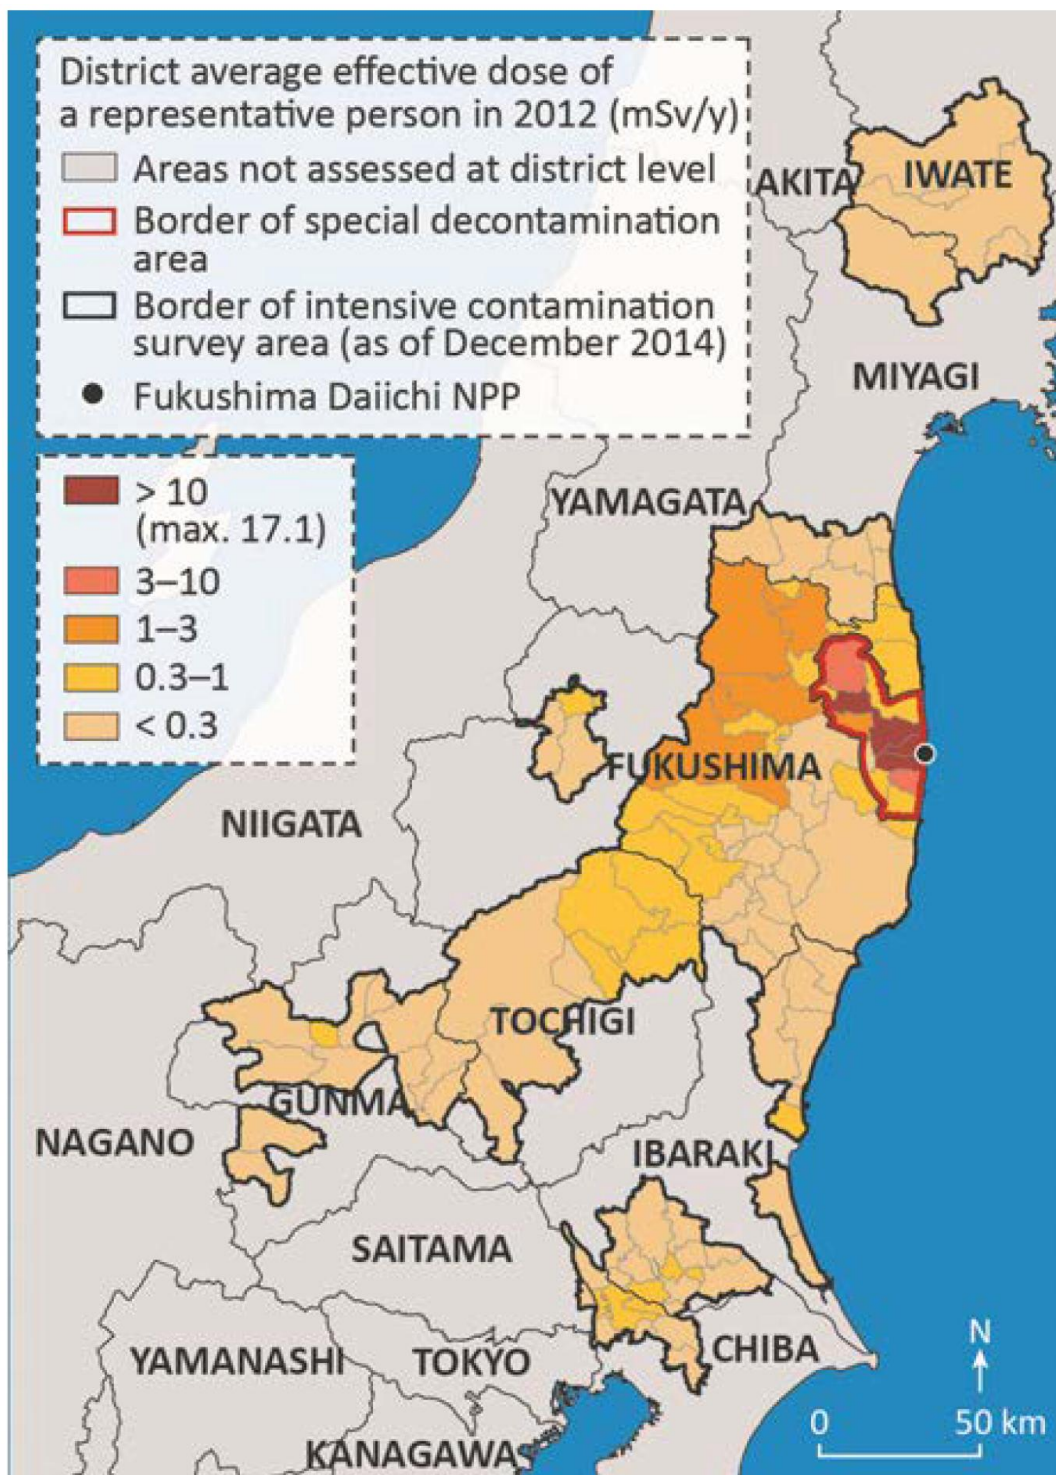 District average effective dose of
a representative person in 2012 (mSv/y)
Areas not assessed at district level
Border of special decontamination
area
Border of intensive contamination
survey area (as of December 2014)
Fukushima Daiichi NPP
> 10
(max. 17.1)
3–10
1–3
0.3–1
< 0.3
AKITA
IWATE
MIYAGI
YAMAGATA
FUKUSHIMA
NIIGATA
TOCHIGI
GUNMA
NAGANO
IBARAKI
SAITAMA
YAMANASHI
TOKYO
CHIBA
KANAGAWA
N
0 50 km